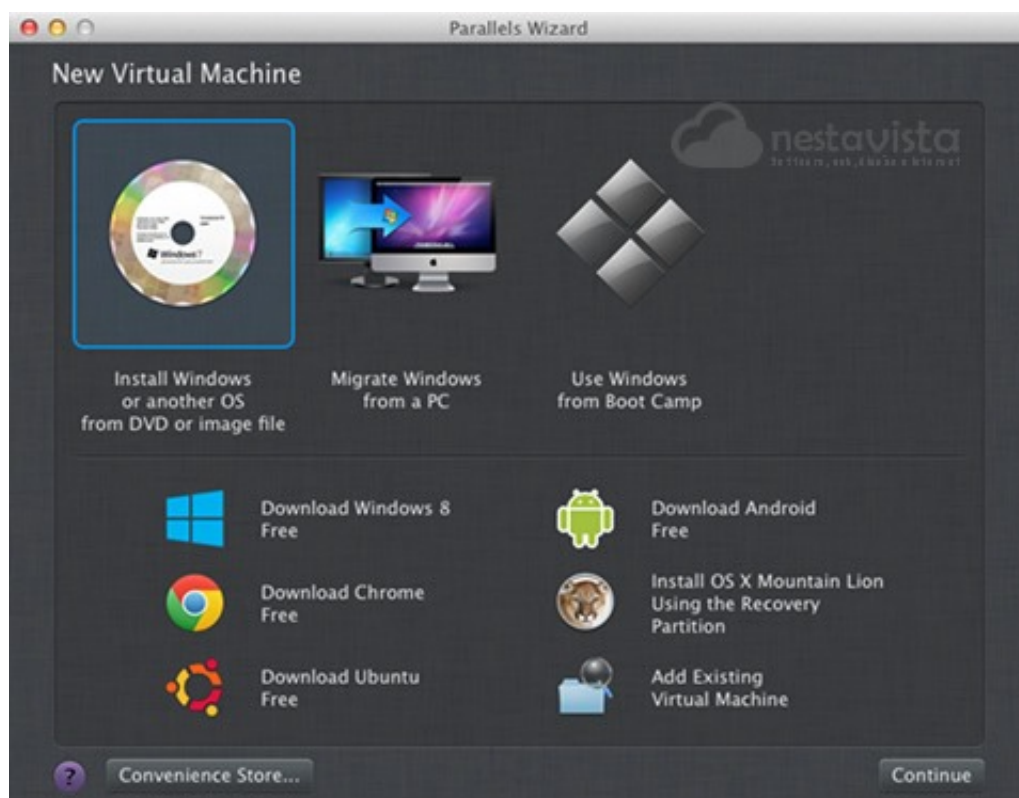 Parallels Wizard
New Virtual Machine
nestavista
Windows 7
Install Windows
or another OS
from DVD or image file
Migrate Windows
from a PC
Use Windows
from Boot Camp
Download Windows 8
Free
Download Android
Free
Download Chrome
Free
Install OS X Mountain Lion
Using the Recovery
Partition
Download Ubuntu
Free
Add Existing
Virtual Machine
?
Convenience Store...
Continue